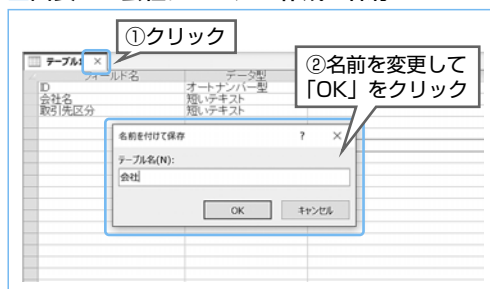 ①クリック
テーブル1 ×
フィールド名 データ型
ID オートナンバー型
会社名 短いテキスト
取引先区分 短いテキスト
②名前を変更して
「OK」をクリック
名前を付けて保存 ? ×
テーブル名(N):
会社
OK キャンセル